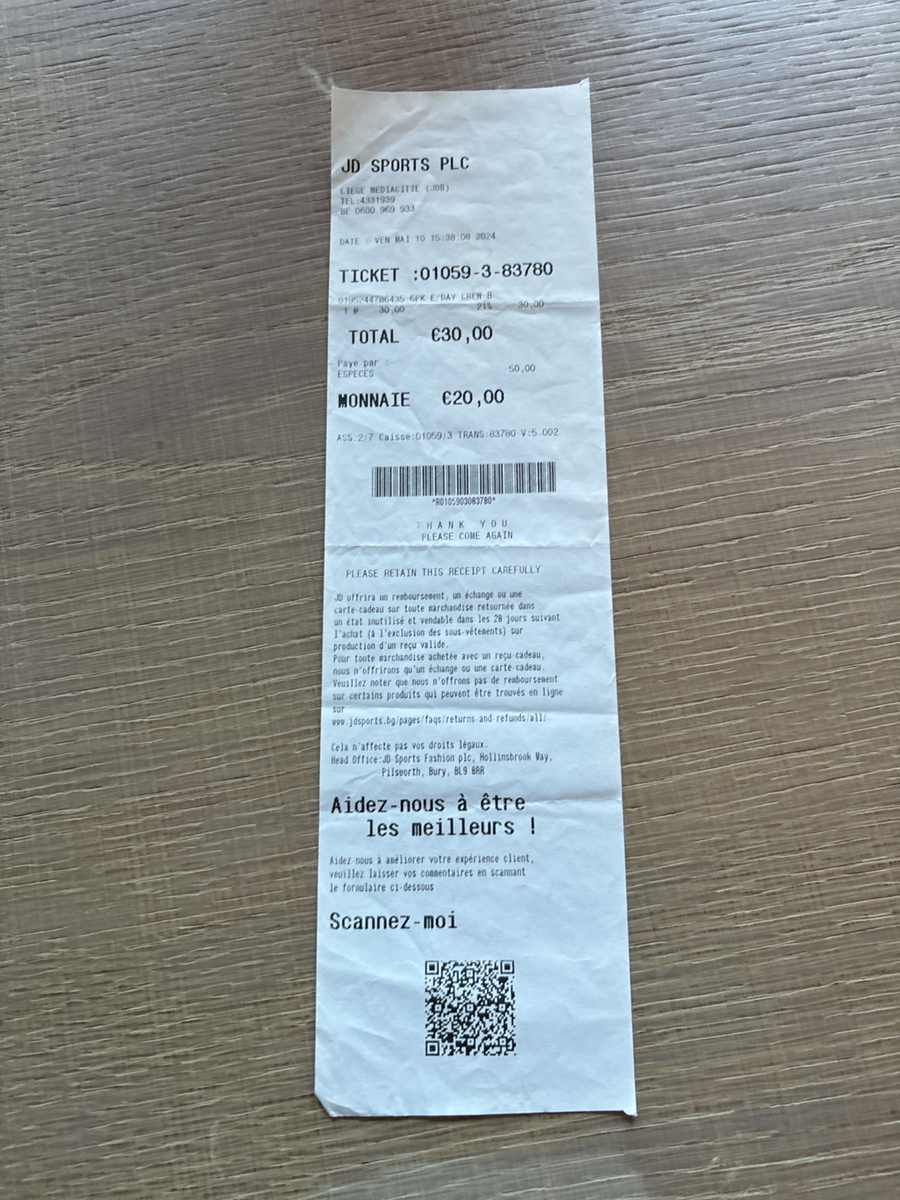 JD SPORTS PLC
LIEGE MEDIACITIE (JDB)
TEL:4331939
BE 0600 969 933
DATE : VEN MAI 10 15:38:08 2024
TICKET :01059-3-83780
0195244786435 6PK E/DAY CREW-B
1 @ 30,00 21% 30,00
TOTAL €30,00
Paye par :-
ESPECES 50,00
MONNAIE €20,00
ASS:2/7 Caisse:01059/3 TRANS:83780 V:5.002
*R0105903083780*
THANK YOU
PLEASE COME AGAIN
PLEASE RETAIN THIS RECEIPT CAREFULLY
JD offrira un remboursement, un échange ou une
carte-cadeau sur toute marchandise retournée dans
un état inutilisé et vendable dans les 28 jours suivant
l'achat (à l'exclusion des sous-vêtements) sur
production d'un reçu valide.
Pour toute marchandise achetée avec un reçu-cadeau,
nous n'offrirons qu'un échange ou une carte-cadeau.
Veuillez noter que nous n'offrons pas de remboursement
sur certains produits qui peuvent être trouvés en ligne
sur
www.jdsports.bg/pages/faqs/returns-and-refunds/all/
Cela n'affecte pas vos droits légaux.
Head Office:JD Sports Fashion plc, Hollinsbrook Way,
Pilsworth, Bury, BL9 8RR
Aidez-nous à être
les meilleurs !
Aidez-nous à améliorer votre expérience client,
veuillez laisser vos commentaires en scannant
le formulaire ci-dessous
Scannez-moi